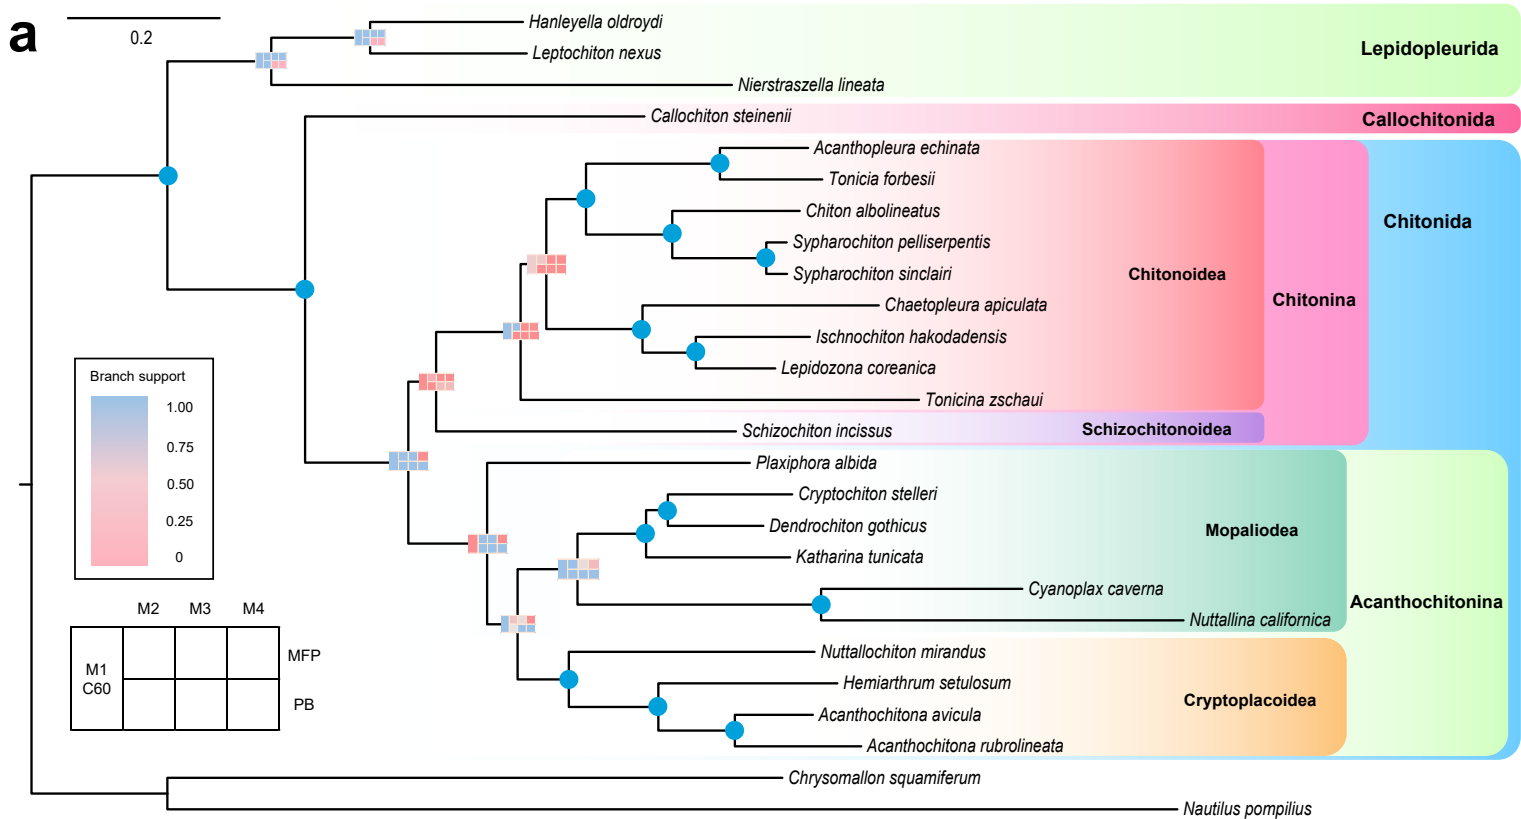 a
0.2
Hanleyella oldroydi
Leptochiton nexus
Lepidopleurida
Nierstraszella lineata
Callochiton steinenii
Callochitonida
Acanthopleura echinata
Tonicia forbesii
Chiton albolineatus
Chitonida
Sypharochiton pelliserpentis
Sypharochiton sinclairi
Chitonoidea
Chitonina
Chaetopleura apiculata
Ischnochiton hakodadensis
Lepidozona coreanica
Tonicina zschaui
Schizochiton incissus
Schizochitonoidea
Plaxiphora albida
Cryptochiton stelleri
Dendrochiton gothicus
Mopaliodea
Katharina tunicata
Cyanoplax caverna
Acanthochitonina
Nuttallina californica
Nuttallochiton mirandus
Hemiarthrum setulosum
Cryptoplacoidea
Acanthochitona avicula
Acanthochitona rubrolineata
Chrysomallon squamiferum
Nautilus pompilius
Branch support
1.00
0.75
0.50
0.25
0
M2 M3 M4
M1
C60
MFP
PB